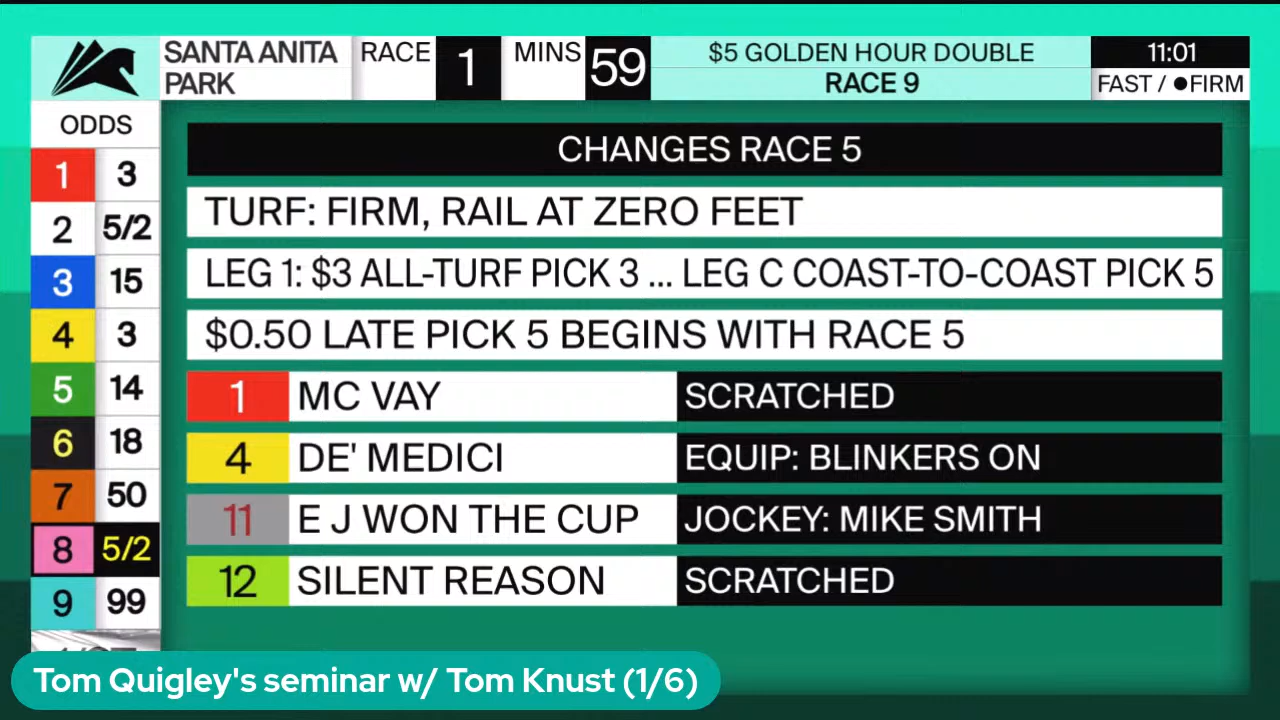 SANTA ANITA PARK
RACE 1
MINS 59
$5 GOLDEN HOUR DOUBLE
RACE 9
11:01
FAST / ●FIRM
ODDS
1 3
2 5/2
3 15
4 3
5 14
6 18
7 50
8 5/2
9 99
CHANGES RACE 5
TURF: FIRM, RAIL AT ZERO FEET
LEG 1: $3 ALL-TURF PICK 3 ... LEG C COAST-TO-COAST PICK 5
$0.50 LATE PICK 5 BEGINS WITH RACE 5
1 MC VAY SCRATCHED
4 DE' MEDICI EQUIP: BLINKERS ON
11 E J WON THE CUP JOCKEY: MIKE SMITH
12 SILENT REASON SCRATCHED
Tom Quigley's seminar w/ Tom Knust (1/6)